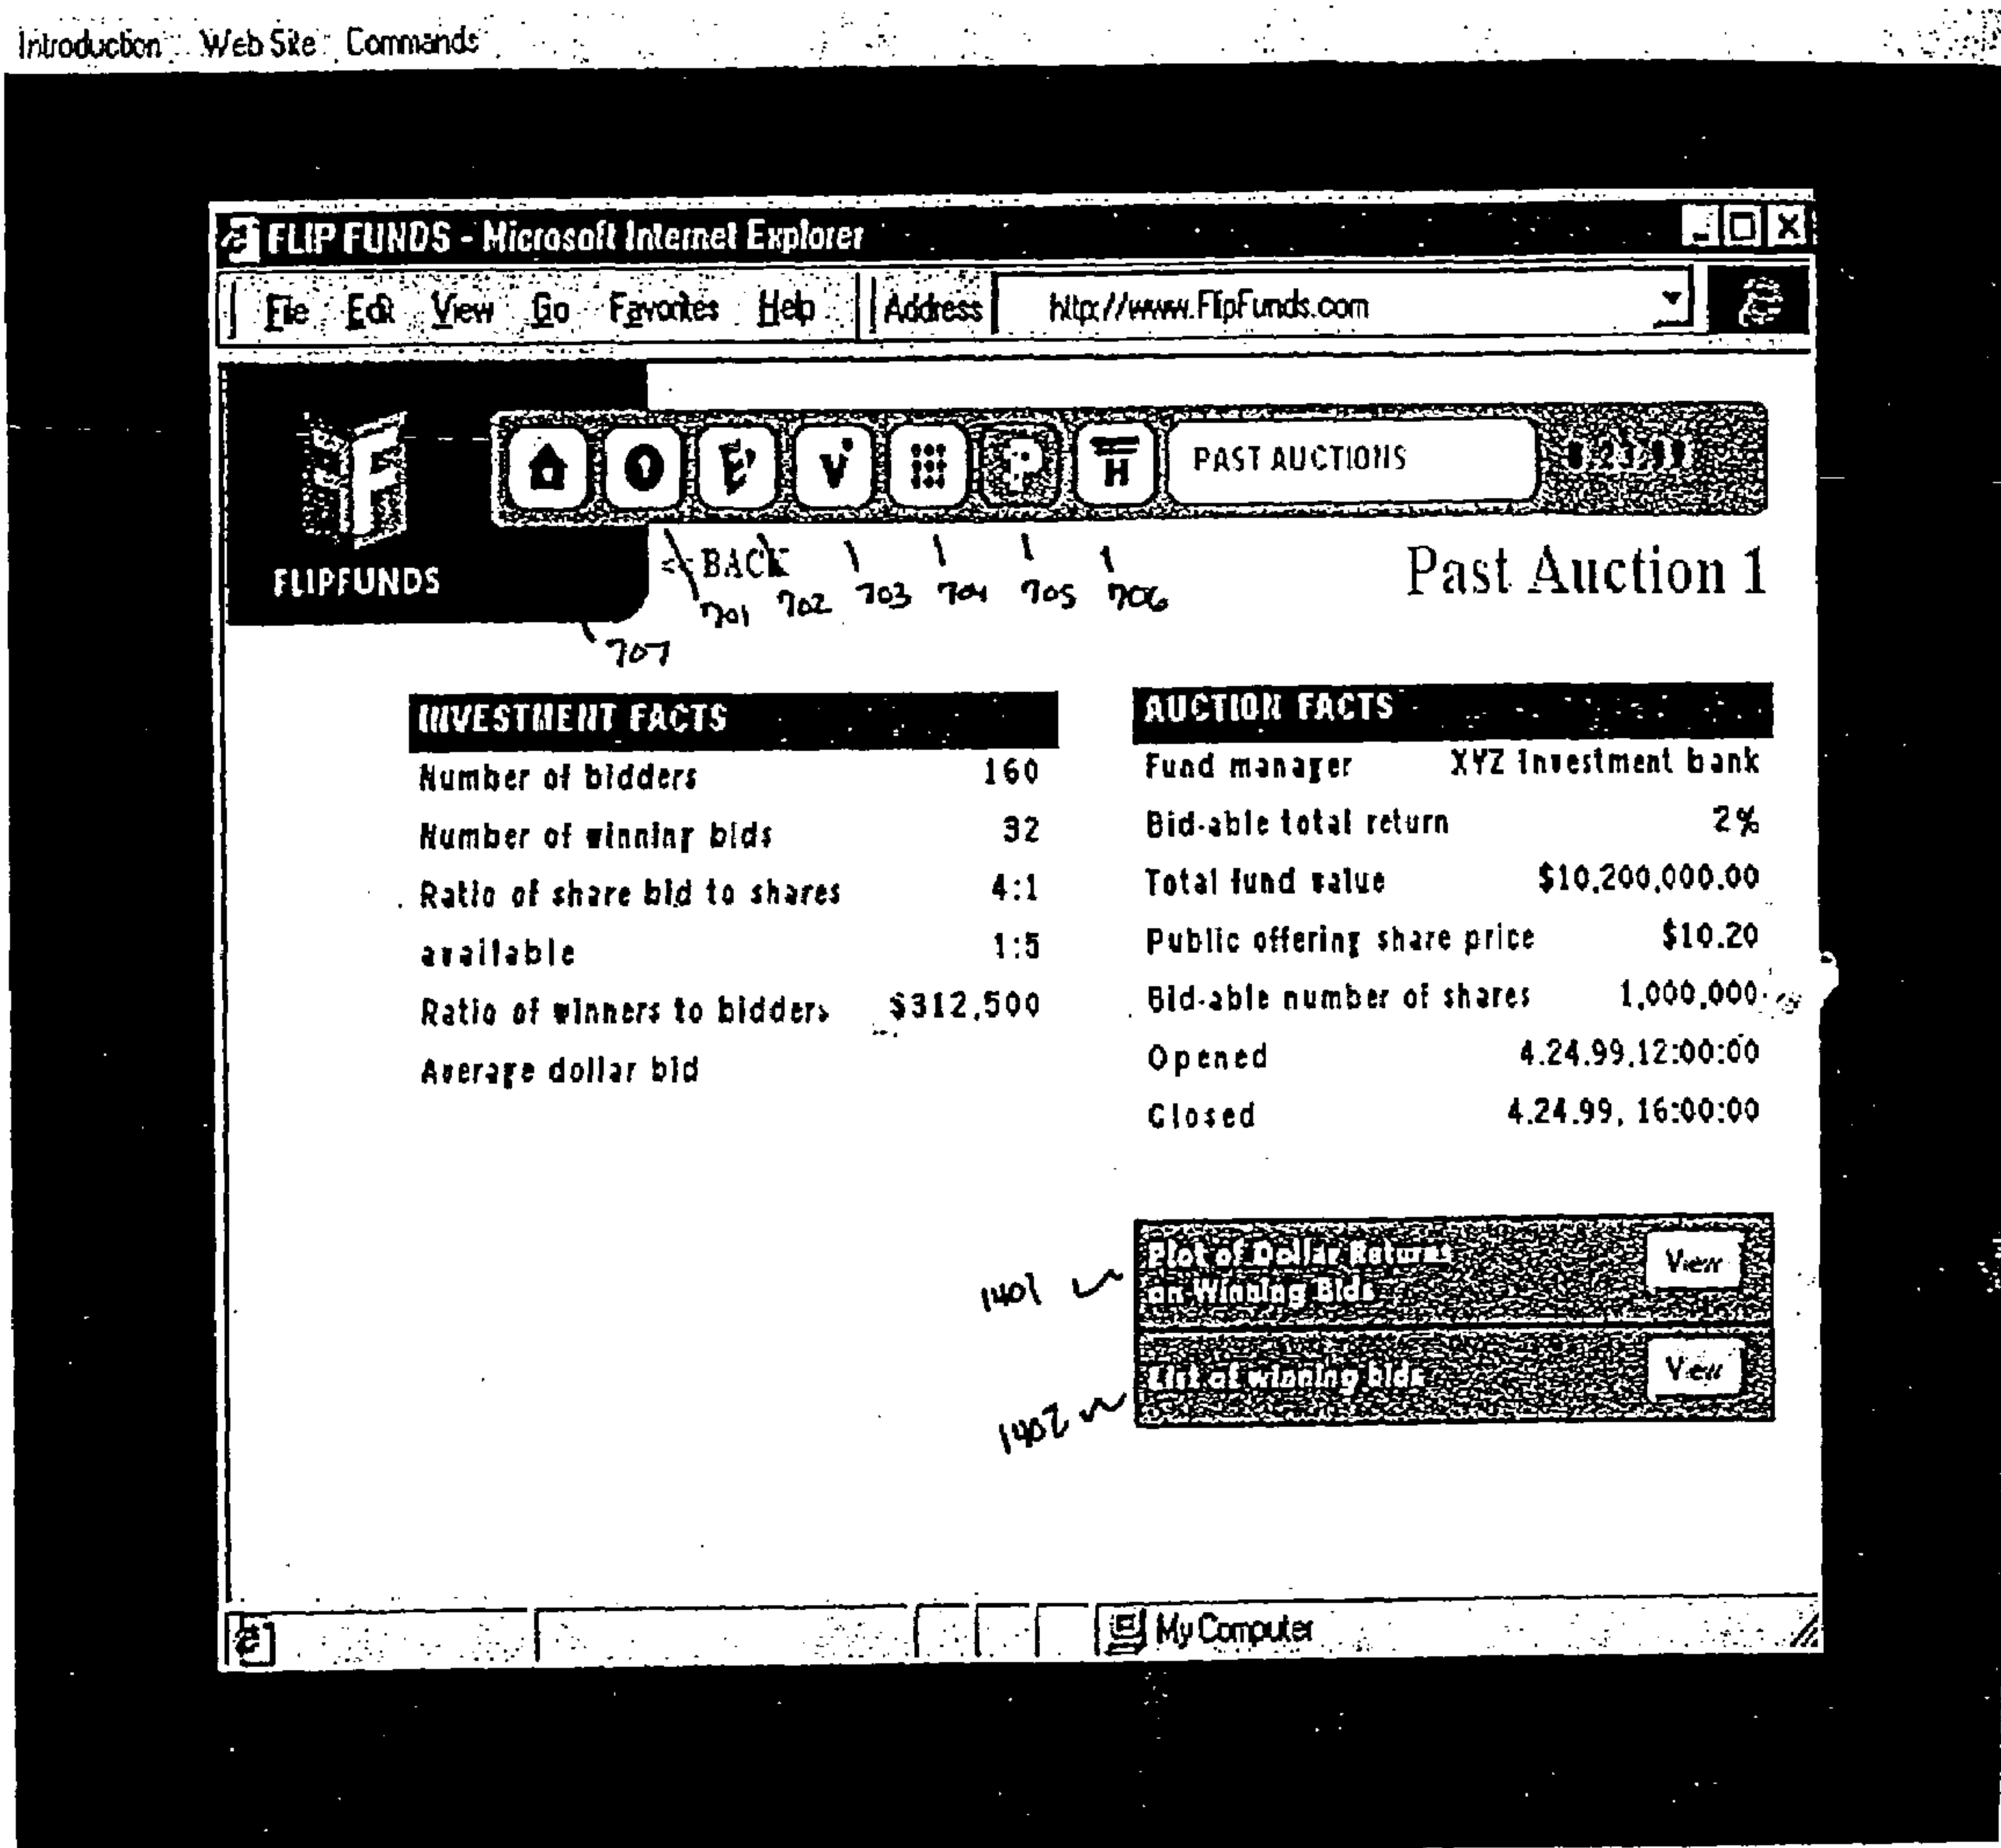 Introduction Web Site Commands
FLIP FUNDS - Microsoft Internet Explorer
File Edit View Go Favorites Help Address http://www.FlipFunds.com
V P H PAST AUCTIONS
FLIPFUNDS
<<BACK
Past Auction 1
701 702 703 704 705 706
707
INVESTMENT FACTS
Number of bidders 160
Number of winning bids 32
Ratio of share bid to shares 4:1
available 1:5
Ratio of winners to bidders $312,500
Average dollar bid
AUCTION FACTS
Fund manager XYZ Investment bank
Bid-able total return 2%
Total fund value $10,200,000.00
Public offering share price $10.20
Bid-able number of shares 1,000,000
Opened 4.24.99,12:00:00
Closed 4.24.99, 16:00:00
1401
Plot of Dollar Returns View
on Winning Bids
1402
List of winning bids View
My Computer